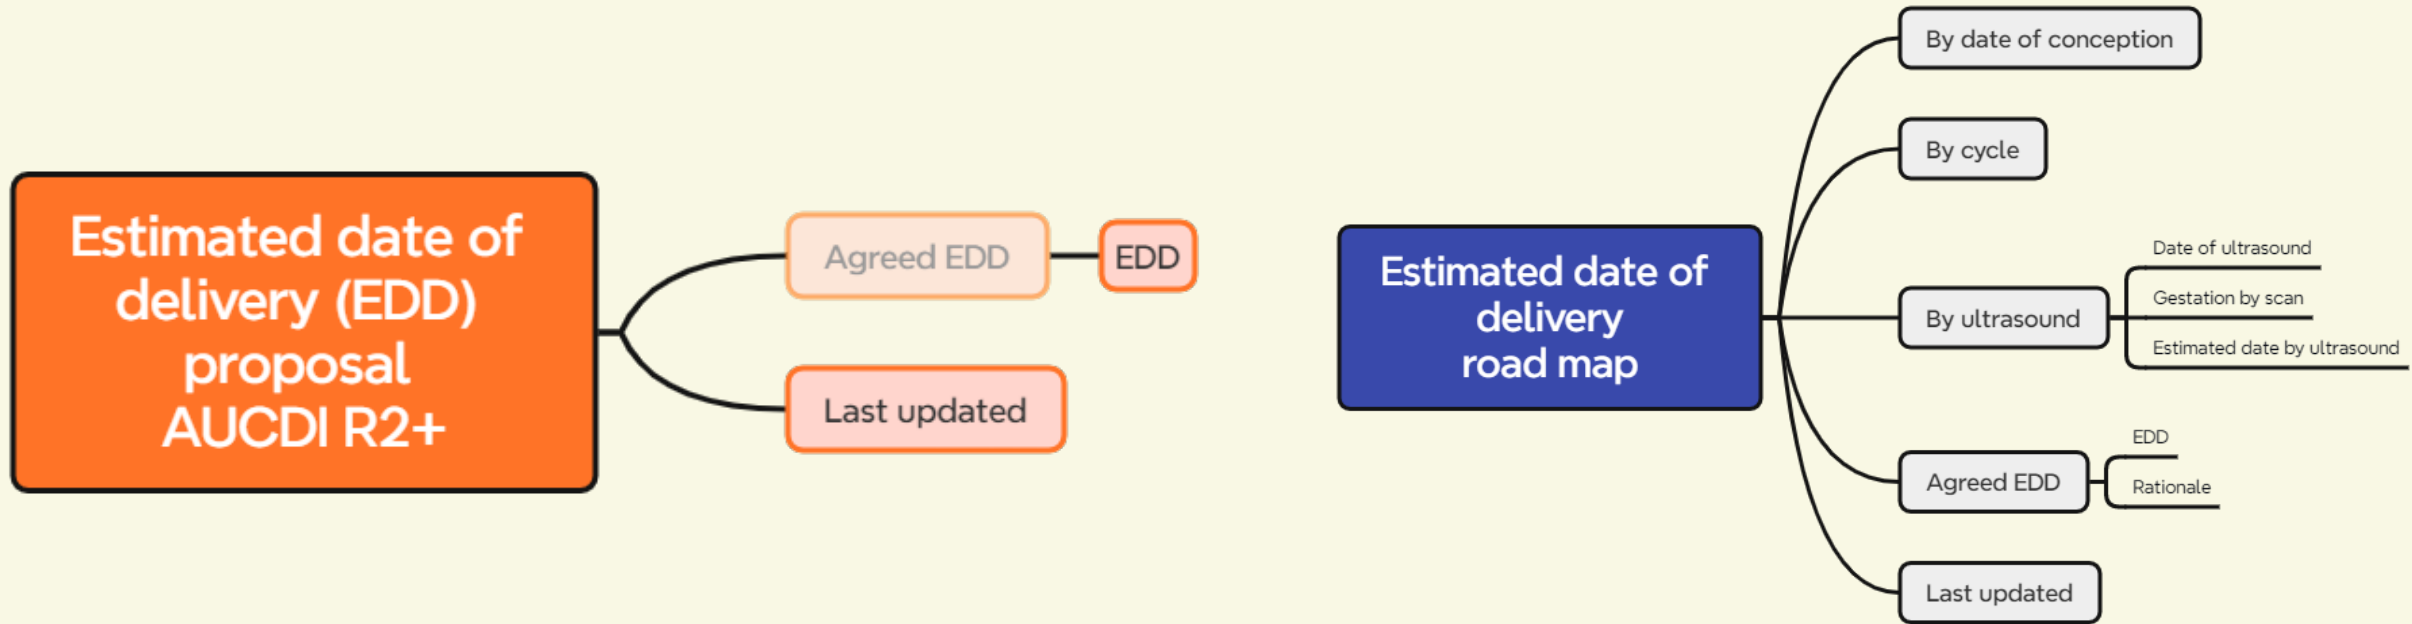 Estimated date of
delivery (EDD)
proposal
AUCDI R2+
Agreed EDD
EDD
Last updated
Estimated date of
delivery
road map
By date of conception
By cycle
By ultrasound
Date of ultrasound
Gestation by scan
Estimated date by ultrasound
Agreed EDD
EDD
Rationale
Last updated